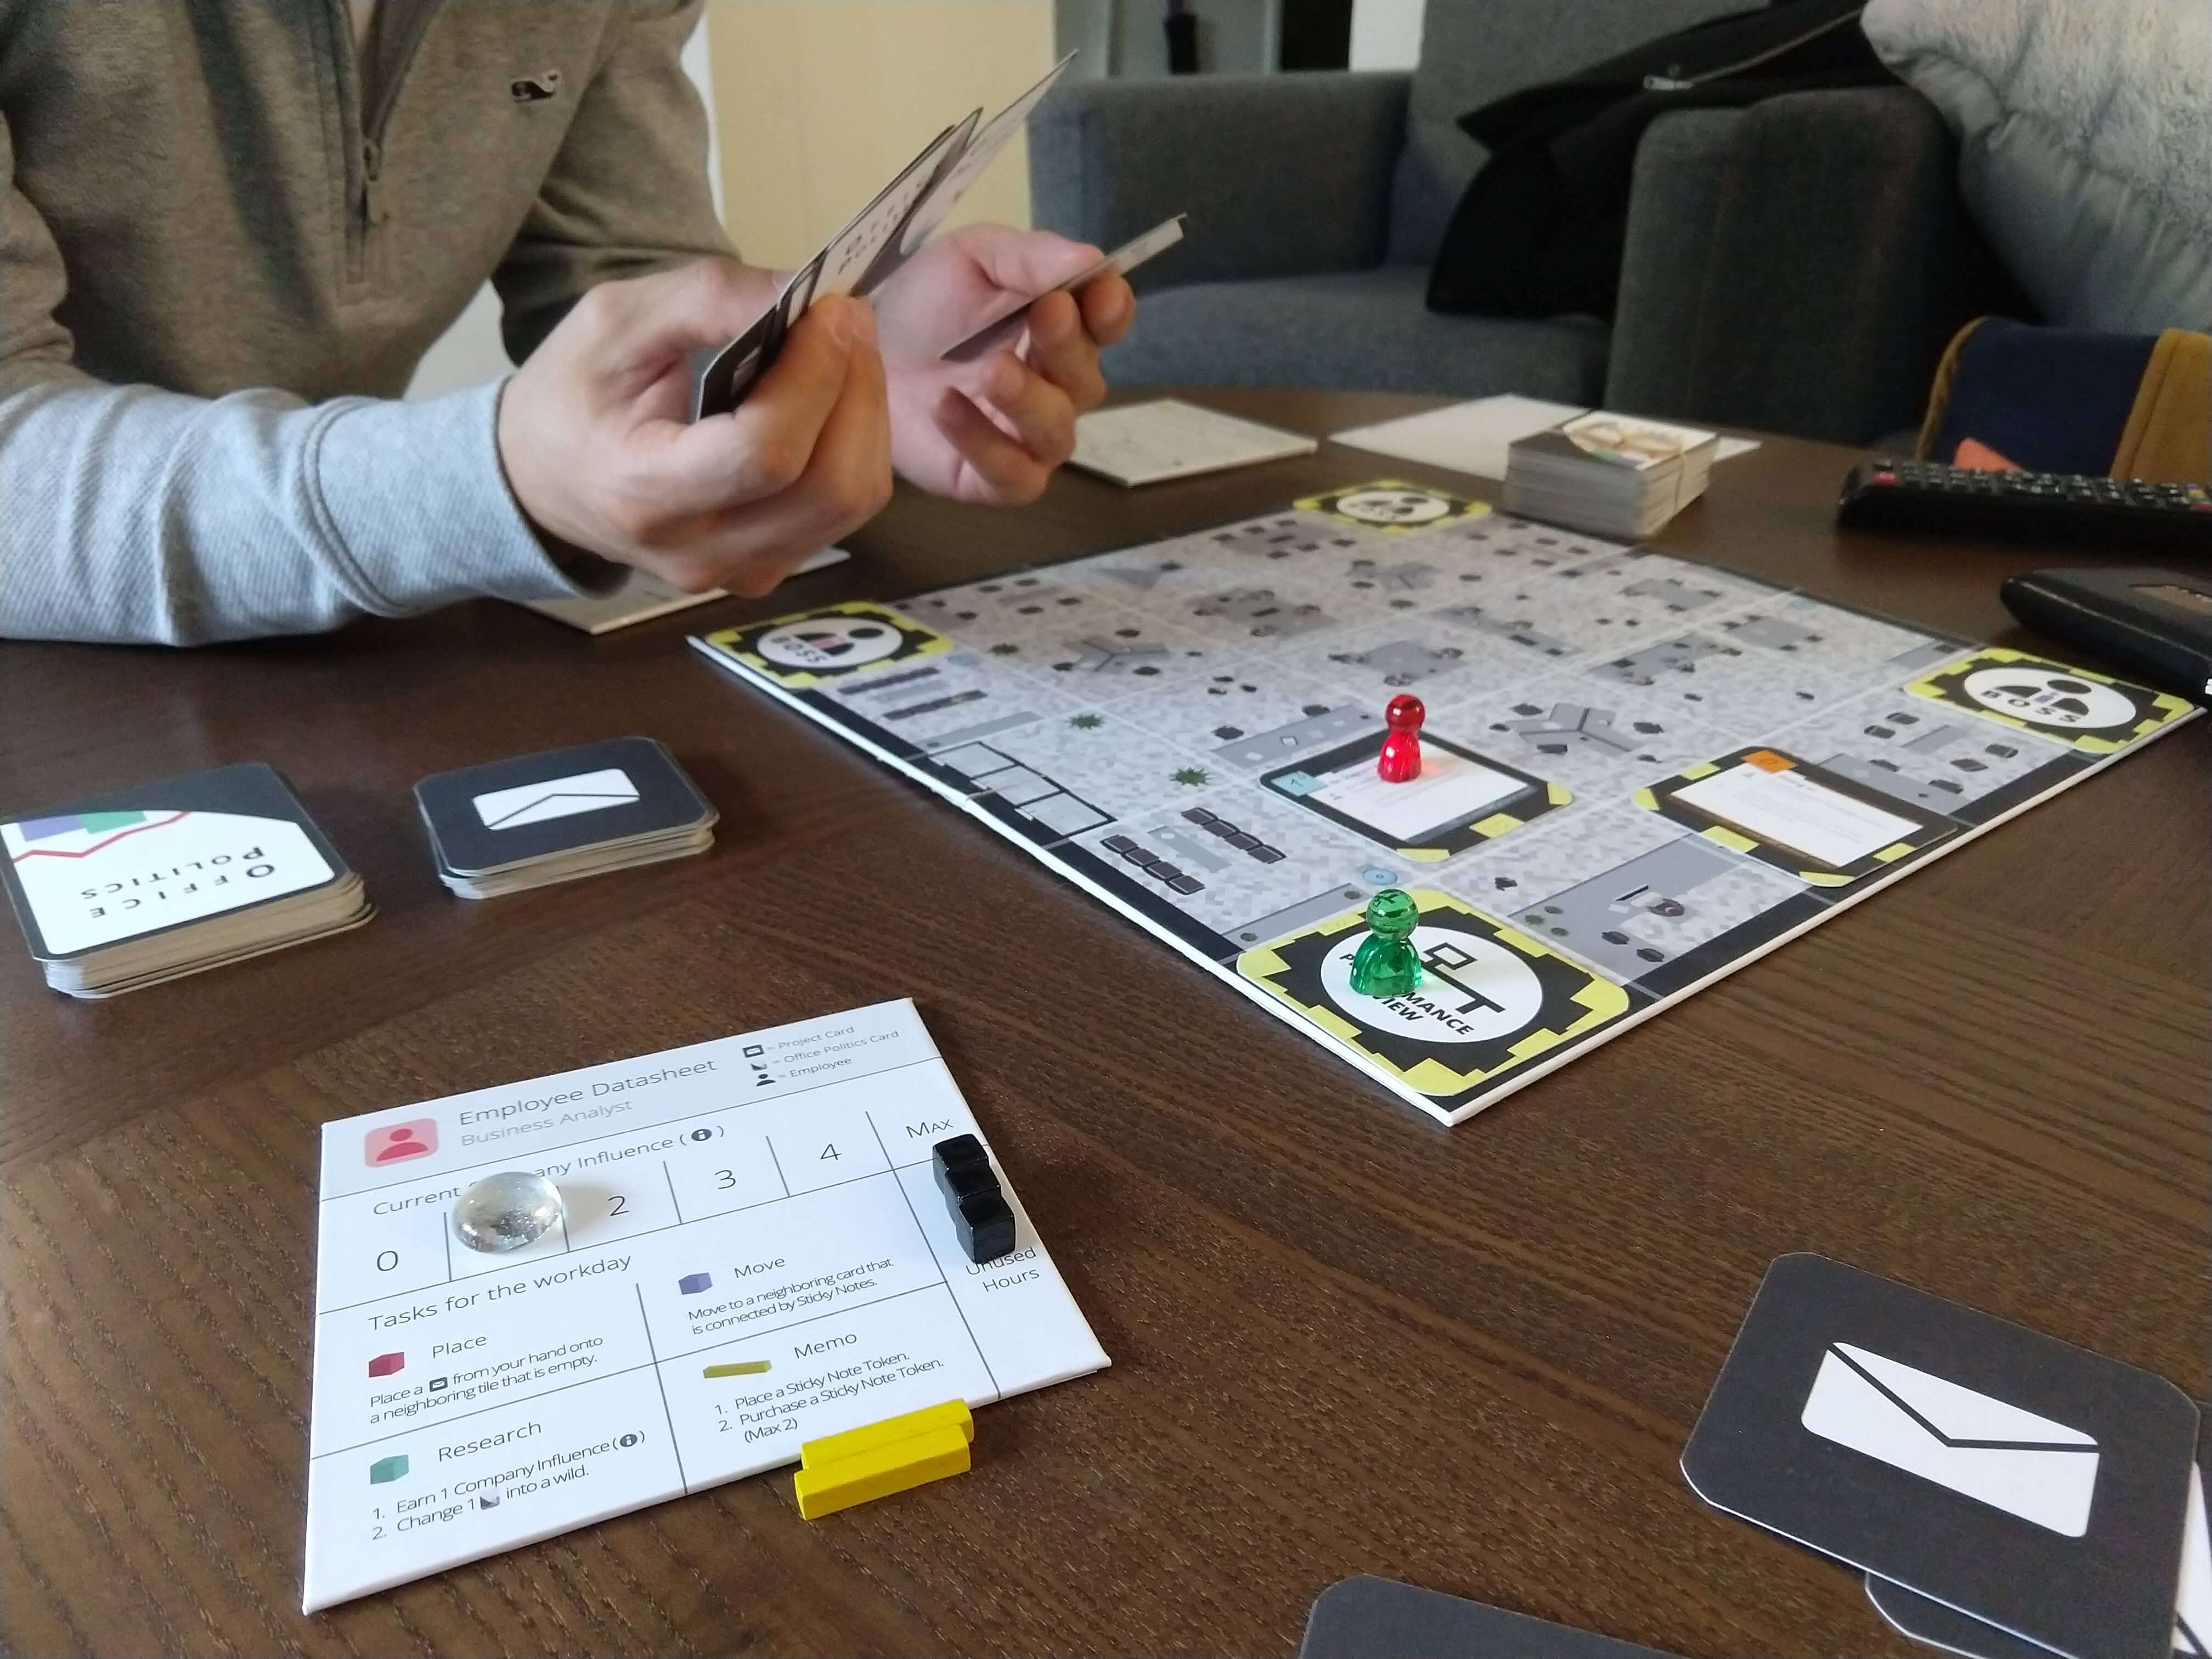 OFFICE
POLITICS
BOSS
BOSS
MANCE
Employee Datasheet
Business Analyst
= Project Card
= Office Politics Card
= Employee
Current
any Influence ( )
0
2
3
4
MAX
Unused
Hours
Tasks for the workday
Place
Place a from your hand onto
a neighboring tile that is empty.
Move
Move to a neighboring card that
is connected by Sticky Notes.
Research
1. Earn 1 Company Influence ( )
2. Change 1 into a wild.
Memo
1. Place a Sticky Note Token.
2. Purchase a Sticky Note Token.
(Max 2)